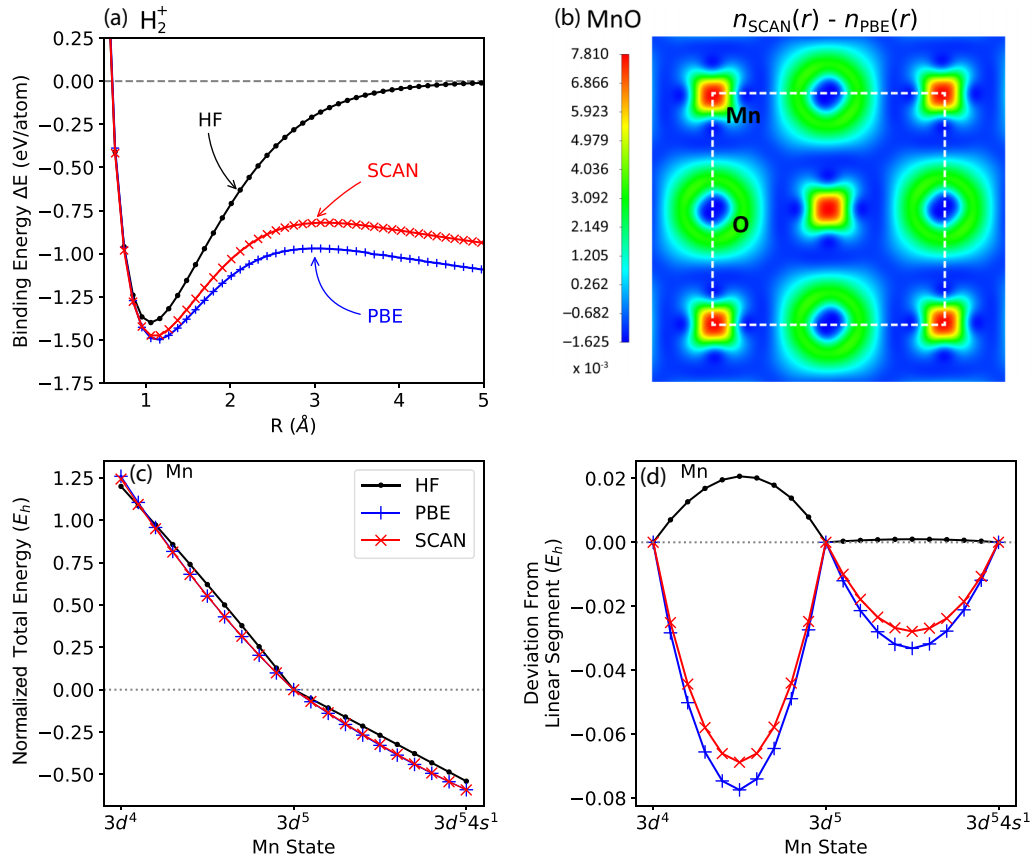 (a) H₂⁺
0.25
0.00
−0.25
−0.50
−0.75
−1.00
−1.25
−1.50
−1.75
Binding Energy ΔE (eV/atom)
HF
SCAN
PBE
1 2 3 4 5
R (Å)
(b) MnO n_SCAN(r) - n_PBE(r)
7.810
6.866
5.923
4.979
4.036
3.092
2.149
1.205
0.262
−0.682
−1.625
x 10⁻³
Mn
O
(c) Mn
1.25
1.00
0.75
0.50
0.25
0.00
−0.25
−0.50
Normalized Total Energy (E_h)
HF
PBE
SCAN
3d⁴ 3d⁵ 3d⁵4s¹
Mn State
(d) Mn
0.02
0.00
−0.02
−0.04
−0.06
−0.08
Deviation From
Linear Segment (E_h)
3d⁴ 3d⁵ 3d⁵4s¹
Mn State